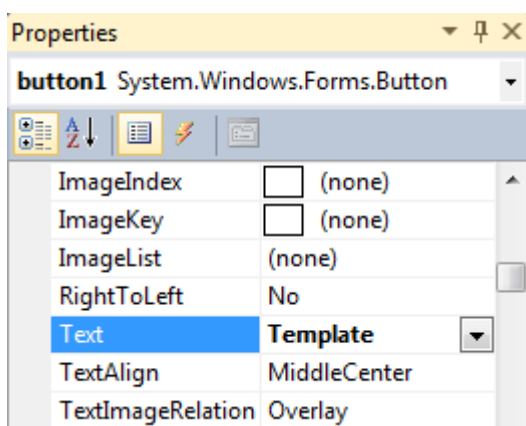 Properties
button1 System.Windows.Forms.Button
A Z
ImageIndex (none)
ImageKey (none)
ImageList (none)
RightToLeft No
Text Template
TextAlign MiddleCenter
TextImageRelation Overlay